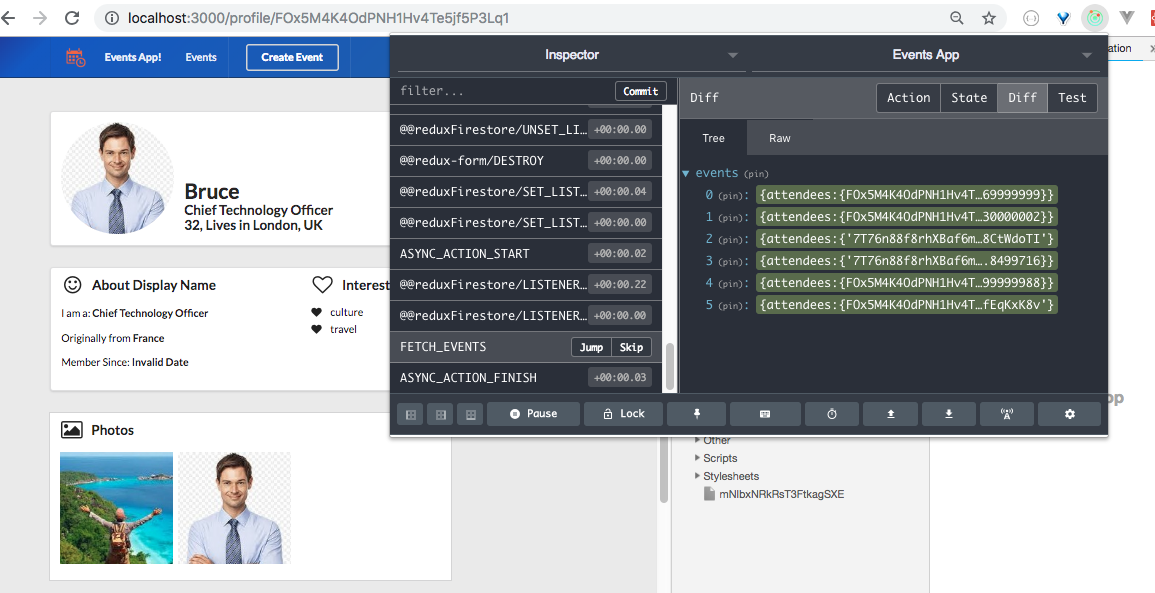 localhost:3000/profile/FOx5M4K4OdPNH1Hv4Te5jf5P3Lq1
Events App!
Events
Create Event
Bruce
Chief Technology Officer
32, Lives in London, UK
About Display Name
Interest
I am a: Chief Technology Officer
Originally from France
Member Since: Invalid Date
culture
travel
Photos
Inspector
Events App
filter...
Commit
@@reduxFirestore/UNSET_LI… +00:00.00
@@redux-form/DESTROY +00:00.00
@@reduxFirestore/SET_LIST… +00:00.04
@@reduxFirestore/SET_LIST… +00:00.00
ASYNC_ACTION_START +00:00.02
@@reduxFirestore/LISTENER… +00:00.22
@@reduxFirestore/LISTENER… +00:00.00
FETCH_EVENTS Jump Skip
ASYNC_ACTION_FINISH +00:00.03
Diff
Action State Diff Test
Tree Raw
events (pin)
0 (pin): {attendees:{FOx5M4K4OdPNH1Hv4T…69999999}}
1 (pin): {attendees:{FOx5M4K4OdPNH1Hv4T…30000002}}
2 (pin): {attendees:{'7T76n88f8rhXBaf6m…8CtWdoTI'}
3 (pin): {attendees:{'7T76n88f8rhXBaf6m….8499716}}
4 (pin): {attendees:{FOx5M4K4OdPNH1Hv4T…99999988}}
5 (pin): {attendees:{FOx5M4K4OdPNH1Hv4T…fEqKxK8v'}
Pause
Lock
ation
op
Other
Scripts
Stylesheets
mNlbxNRkRsT3FtkagSXE